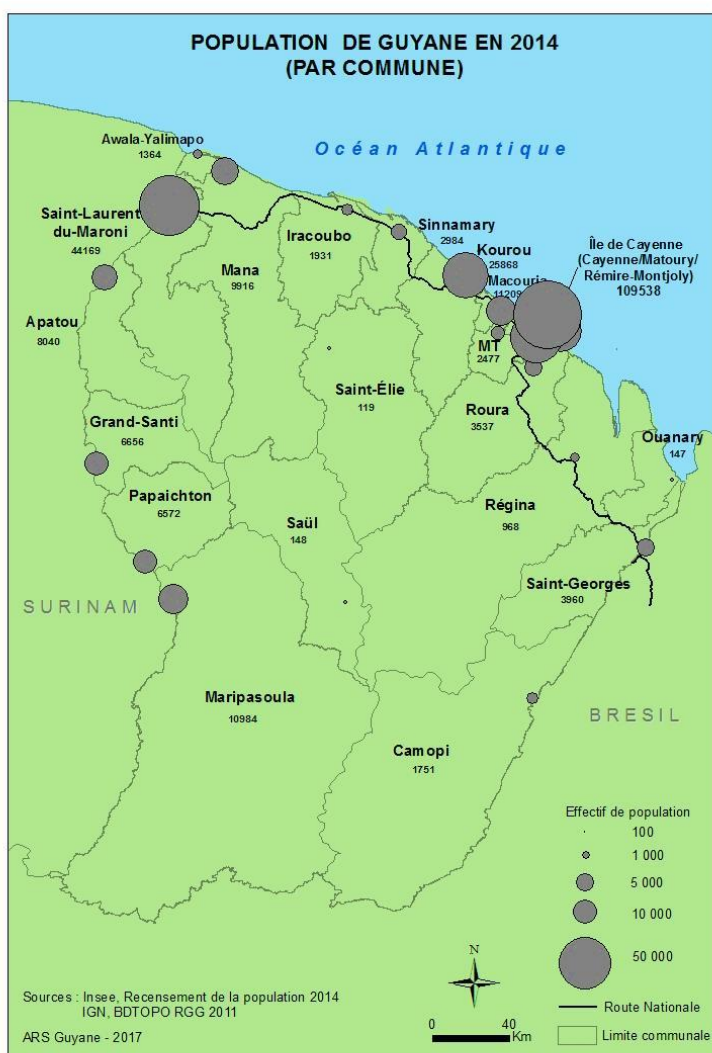 POPULATION DE GUYANE EN 2014
(PAR COMMUNE)
Awala-Yalimapo
1364
Océan Atlantique
Saint-Laurent
du-Maroni
44169
Iracoubo
1931
Sinnamary
2984
Kourou
25868
Macouria
11209
Île de Cayenne
(Cayenne/Matoury/
Rémire-Montjoly)
109538
Mana
9916
Apatou
8040
MT
2477
Saint-Élie
119
Roura
3537
Ouanary
147
Grand-Santi
6656
Papaichton
6572
Saül
148
Régina
968
Saint-Georges
3960
SURINAM
Maripasoula
10984
Camopi
1751
BRESIL
Effectif de population
100
1 000
5 000
10 000
50 000
Route Nationale
Limite communale
N
0 40
Km
Sources : Insee, Recensement de la population 2014
IGN, BDTOPO RGG 2011
ARS Guyane - 2017